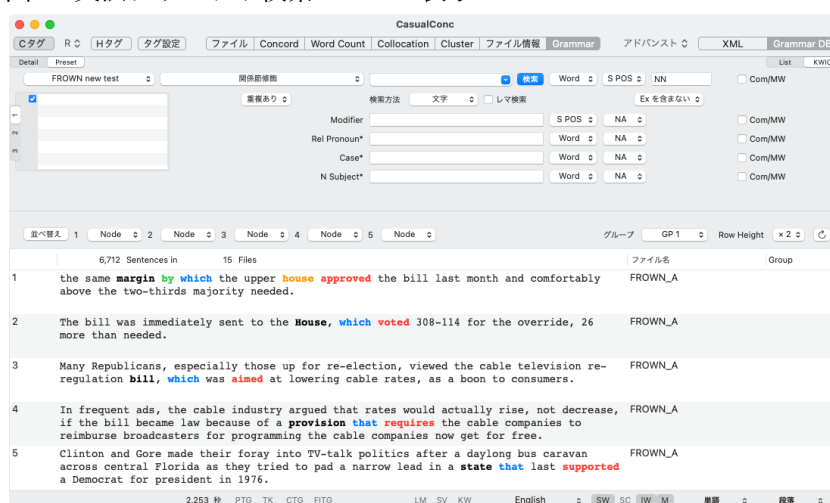 CasualConc
Cタグ R Hタグ タグ設定 ファイル Concord Word Count Collocation Cluster ファイル情報 Grammar アドバンスト XML Grammar DB
Detail Preset List KWIC
FROWN new test 関係節修飾 検索 Word S POS NN Com/MW
重複あり 検索方法 文字 レマ検索 Ex を含まない
1 Modifier S POS NA Com/MW
2 Rel Pronoun* Word NA Com/MW
3 Case* Word NA Com/MW
N Subject* Word NA Com/MW
並べ替え 1 Node 2 Node 3 Node 4 Node 5 Node グループ GP 1 Row Height × 2
6,712 Sentences in 15 Files ファイル名 Group
1 the same margin by which the upper house approved the bill last month and comfortably FROWN_A
above the two-thirds majority needed.
2 The bill was immediately sent to the House, which voted 308-114 for the override, 26 FROWN_A
more than needed.
3 Many Republicans, especially those up for re-election, viewed the cable television re- FROWN_A
regulation bill, which was aimed at lowering cable rates, as a boon to consumers.
4 In frequent ads, the cable industry argued that rates would actually rise, not decrease, FROWN_A
if the bill became law because of a provision that requires the cable companies to
reimburse broadcasters for programming the cable companies now get for free.
5 Clinton and Gore made their foray into TV-talk politics after a daylong bus caravan FROWN_A
across central Florida as they tried to pad a narrow lead in a state that last supported
a Democrat for president in 1976.
2.253 秒 PTG TK CTG FITG LM SV KW English SW SC IW M 単語 段落